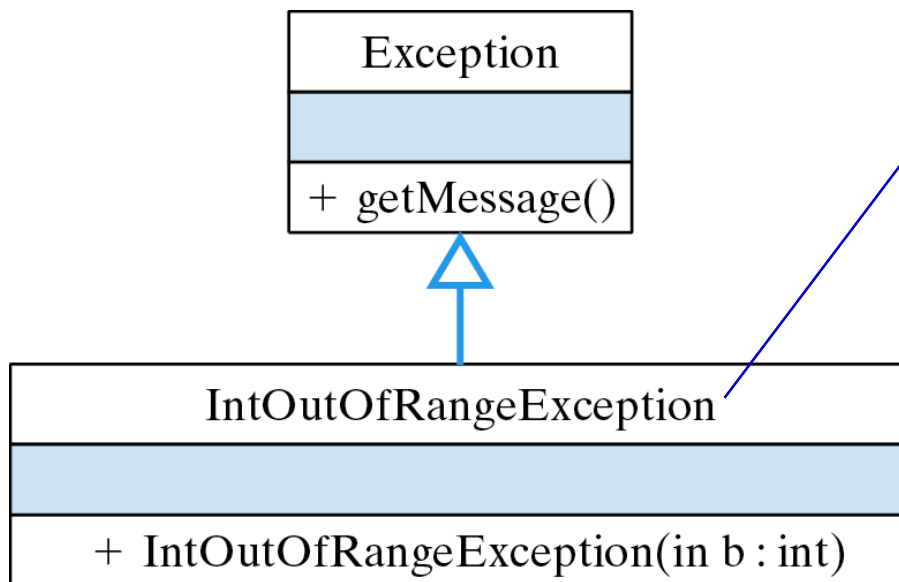 Exception
+ getMessage()
IntOutOfRangeException
+ IntOutOfRangeException(in b : int)